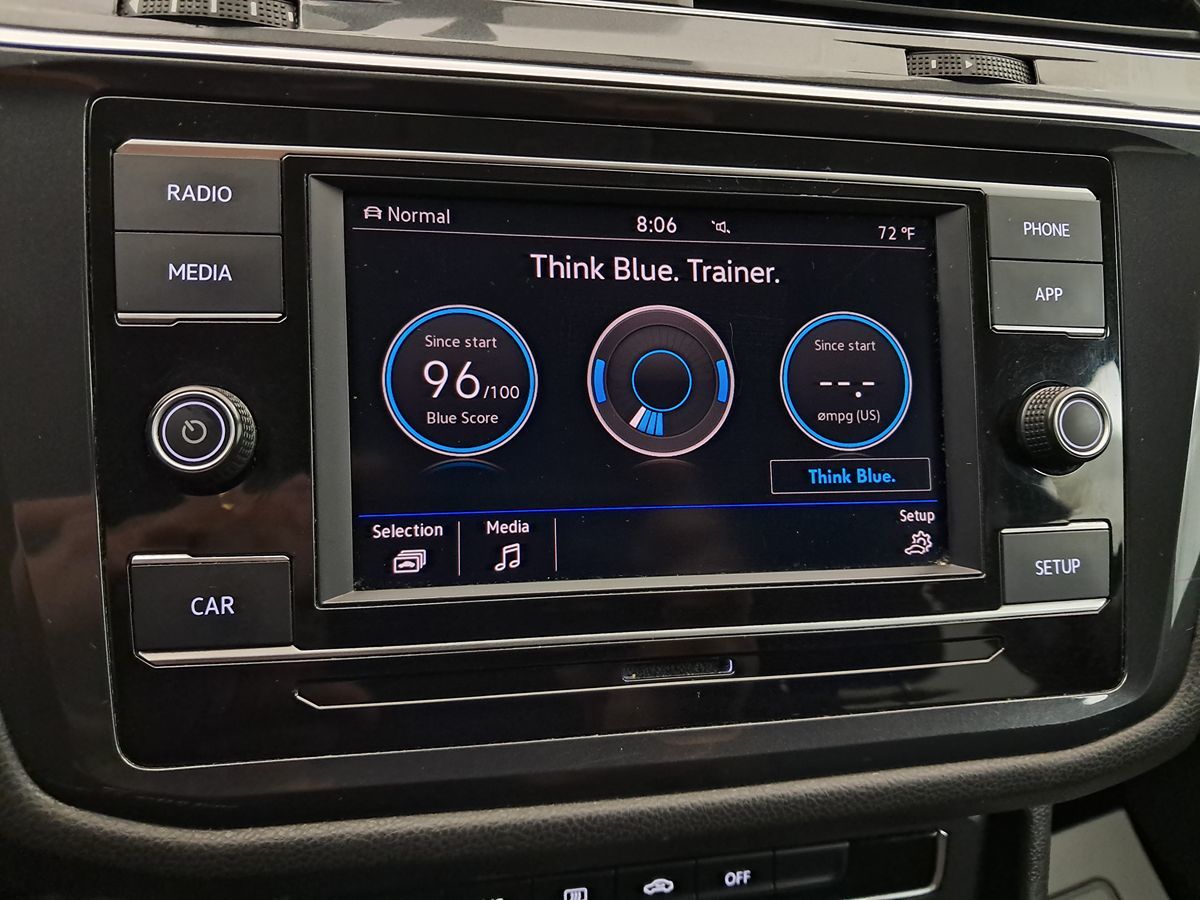 RADIO
MEDIA
CAR
Normal
8:06
72 °F
Think Blue. Trainer.
Since start
96/100
Blue Score
Since start
--.-
ømpg (US)
Think Blue.
Selection
Media
Setup
PHONE
APP
SETUP
OFF